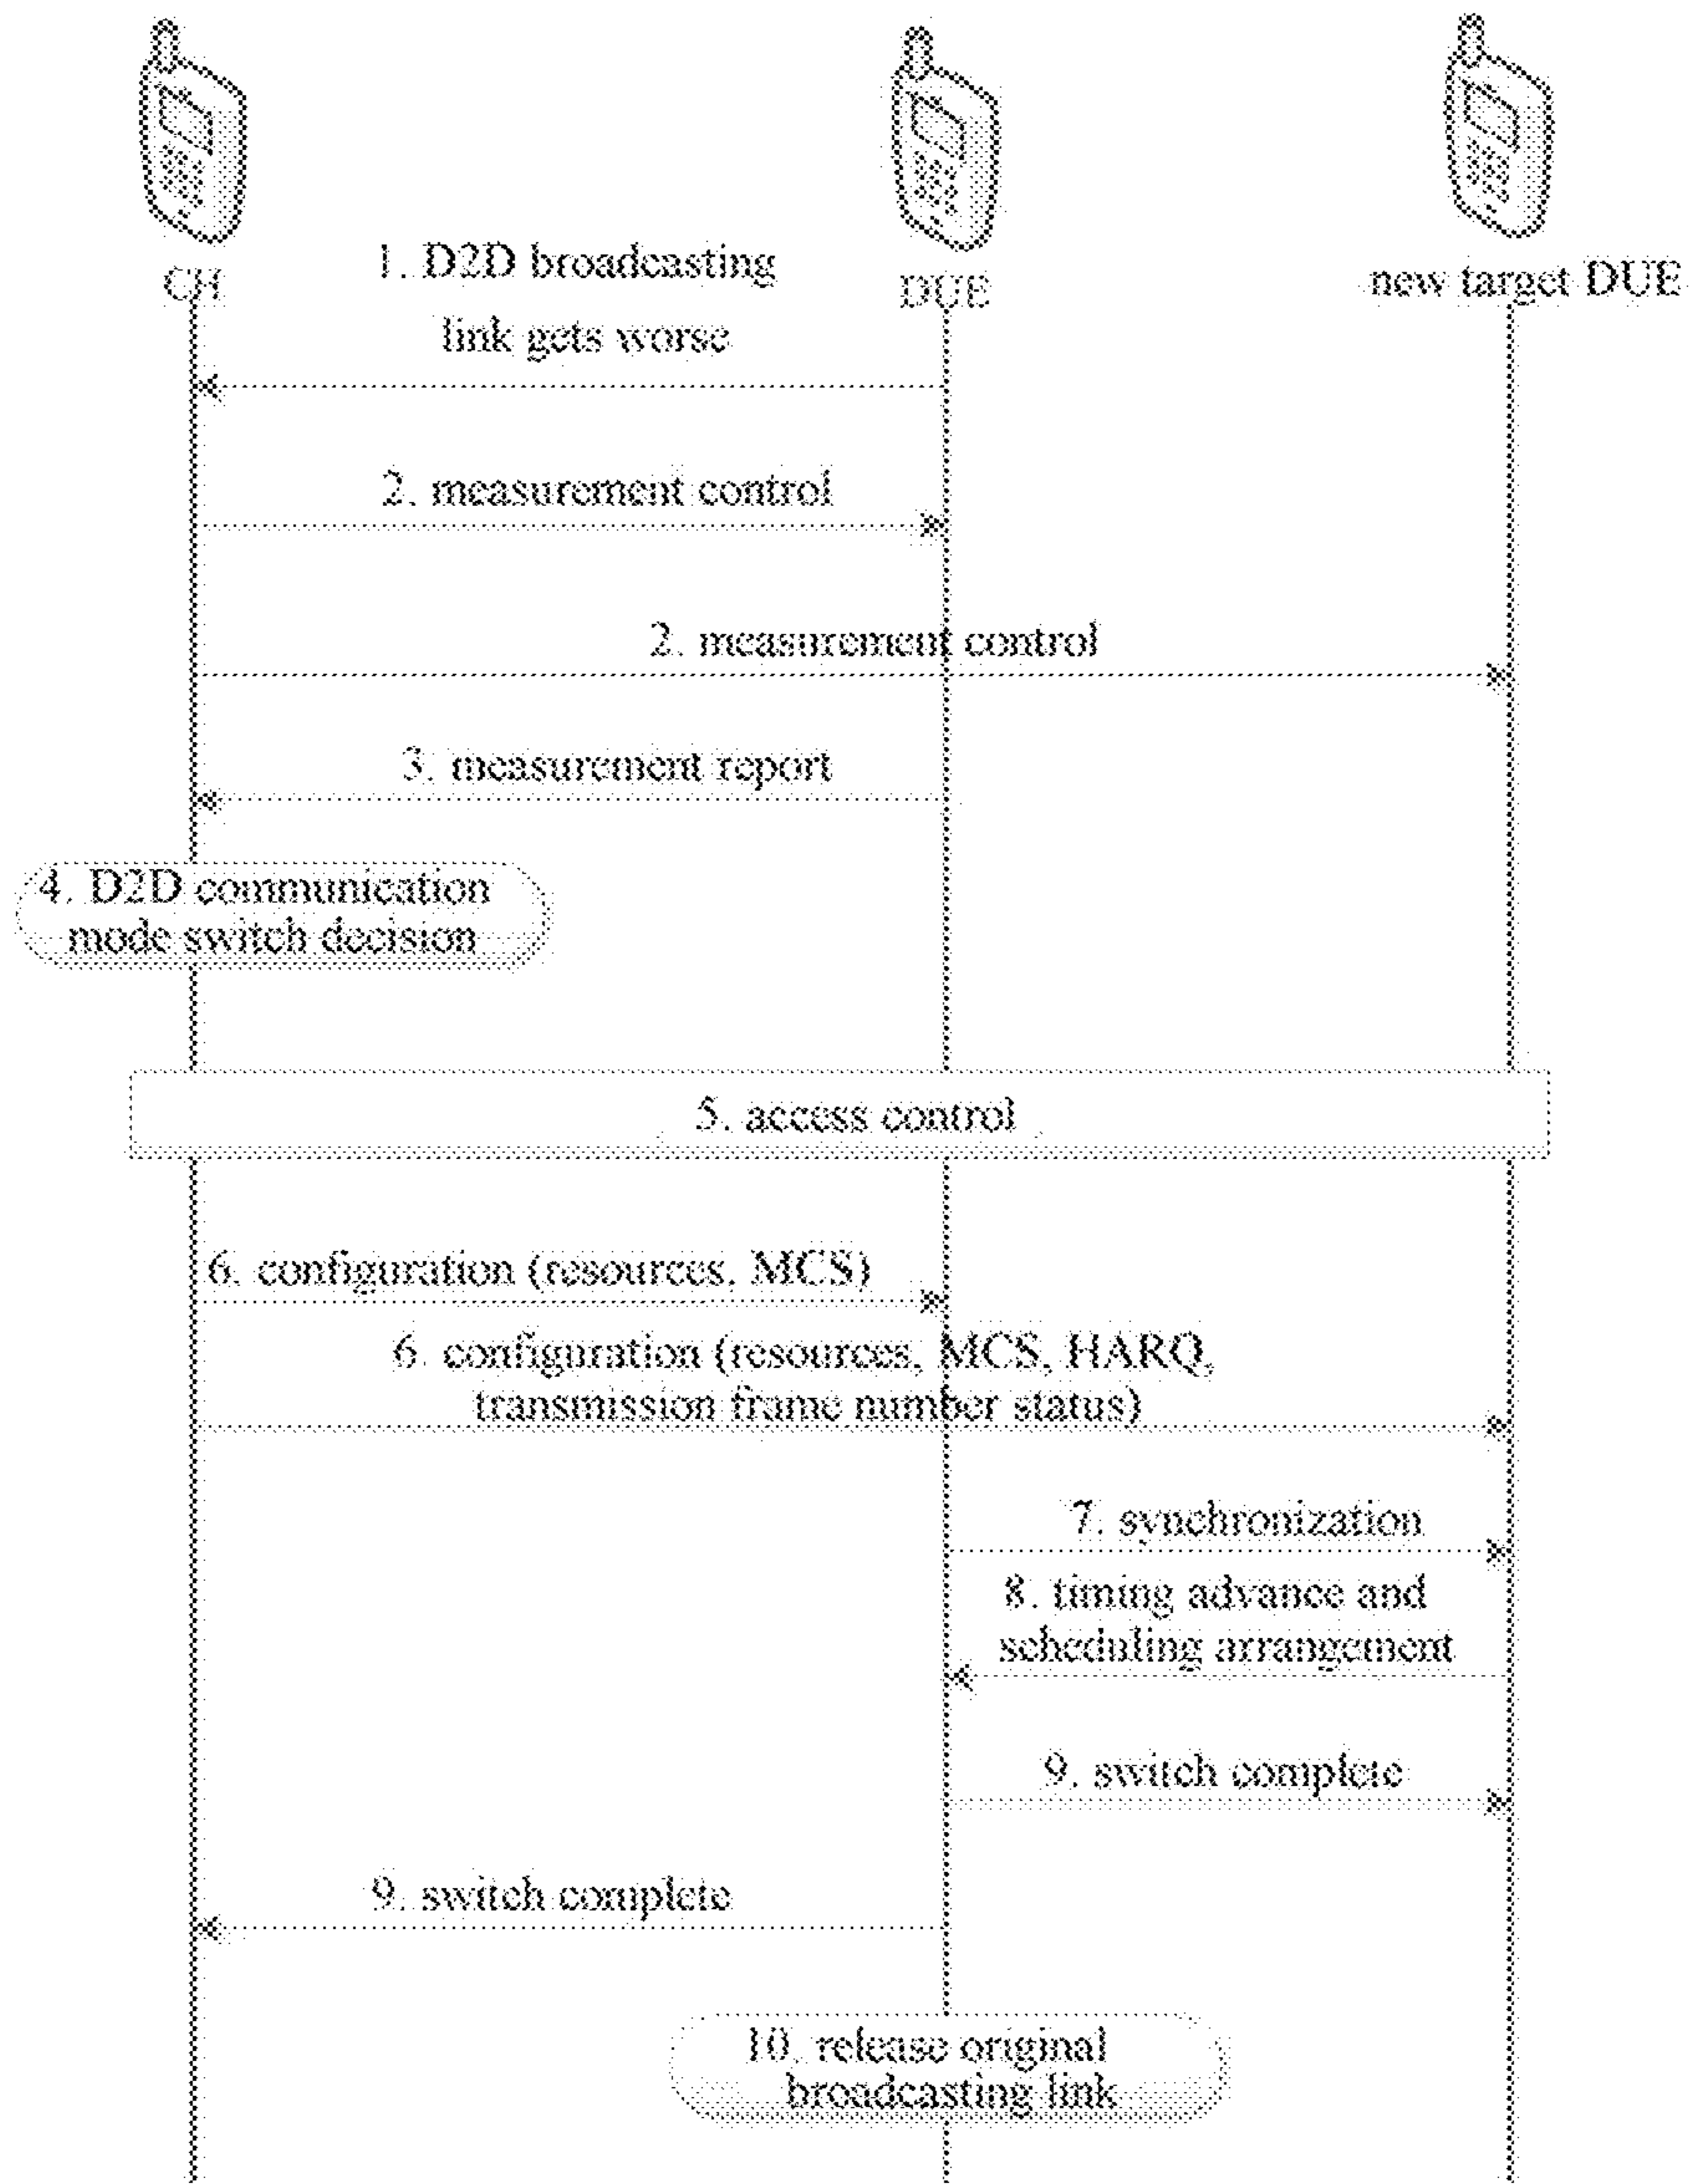 CH
DUE
new target DUE
1. D2D broadcasting
link gets worse
2. measurement control
2. measurement control
3. measurement report
4. D2D communication
mode switch decision
5. access control
6. configuration (resources, MCS)
6. configuration (resources, MCS, HARQ,
transmission frame number status)
7. synchronization
8. timing advance and
scheduling arrangement
9. switch complete
9. switch complete
10. release original
broadcasting link